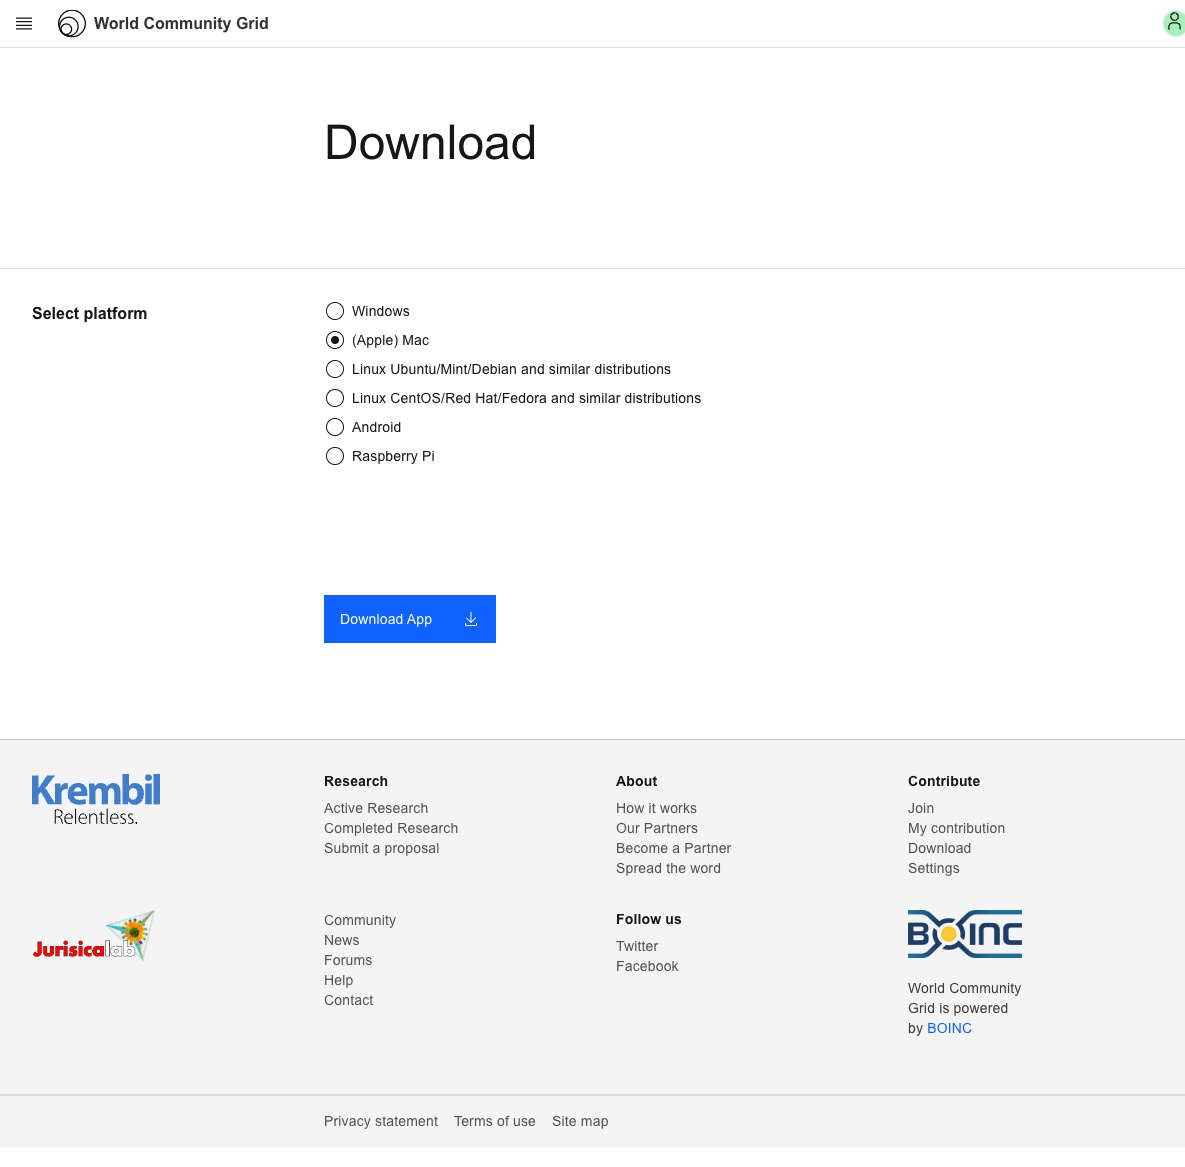 World Community Grid
Download
Select platform
Windows
(Apple) Mac
Linux Ubuntu/Mint/Debian and similar distributions
Linux CentOS/Red Hat/Fedora and similar distributions
Android
Raspberry Pi
Download App
Krembil
Relentless.
Research
Active Research
Completed Research
Submit a proposal
About
How it works
Our Partners
Become a Partner
Spread the word
Contribute
Join
My contribution
Download
Settings
Jurisicalab
Community
News
Forums
Help
Contact
Follow us
Twitter
Facebook
BOINC
World Community
Grid is powered
by BOINC
Privacy statement Terms of use Site map